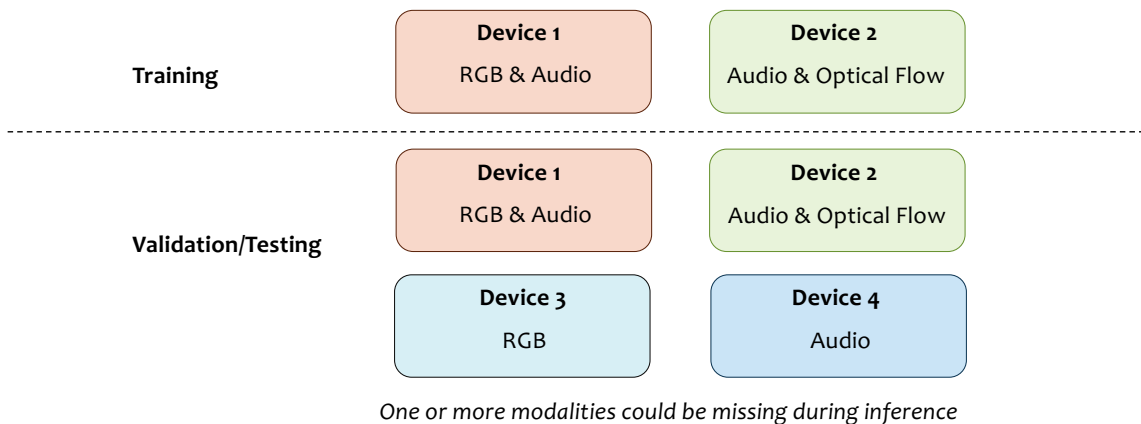 Training
Device 1
RGB & Audio
Device 2
Audio & Optical Flow
Validation/Testing
Device 1
RGB & Audio
Device 2
Audio & Optical Flow
Device 3
RGB
Device 4
Audio
One or more modalities could be missing during inference